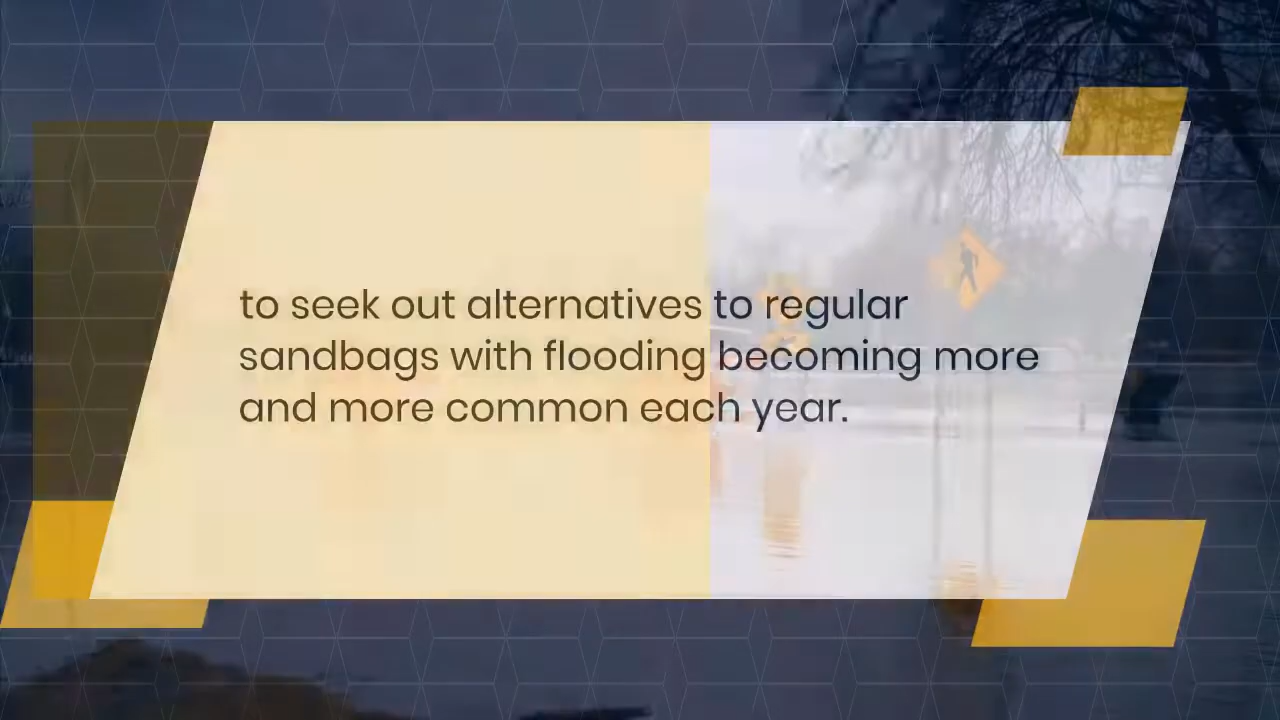 to seek out alternatives to regular
sandbags with flooding becoming more
and more common each year.